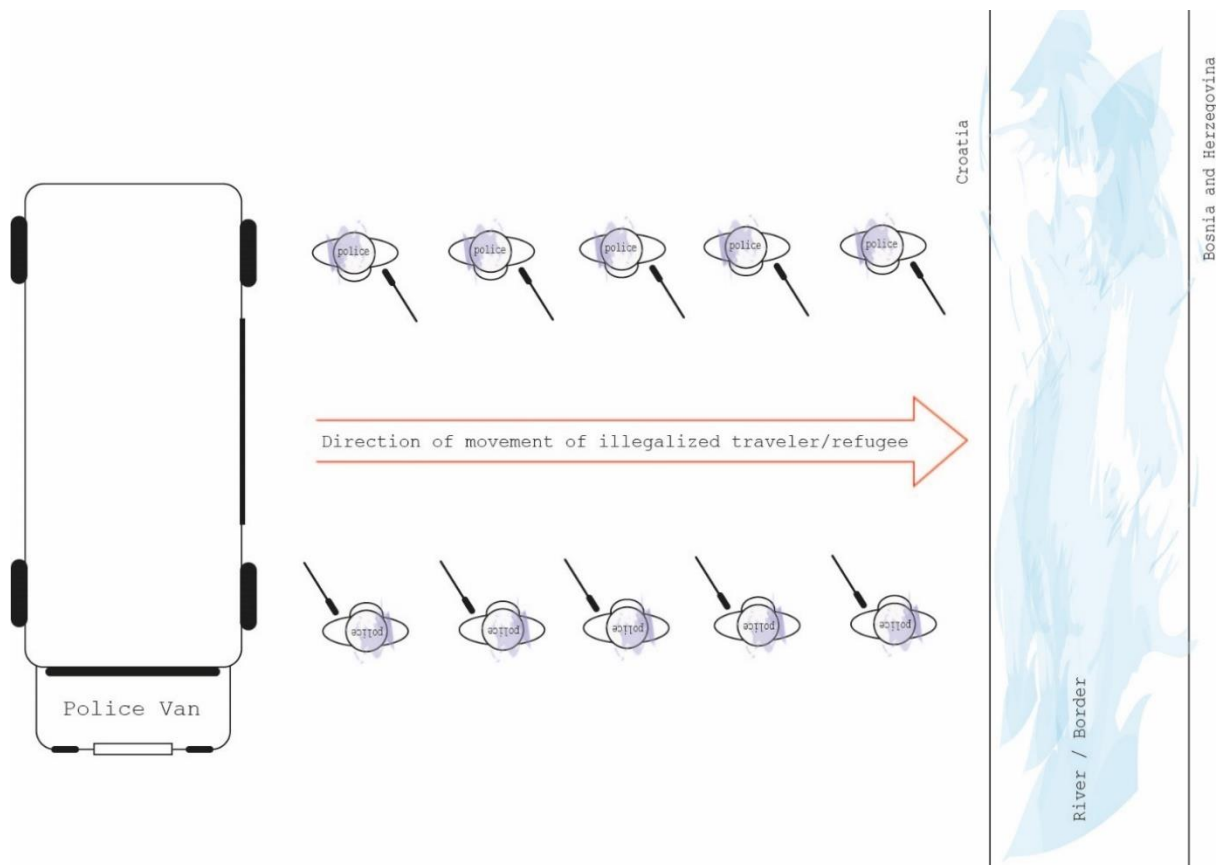 Croatia
Bosnia and Herzegovina
police
police
police
police
police
Direction of movement of illegalized traveler/refugee
police
police
police
police
police
Police Van
River / Border